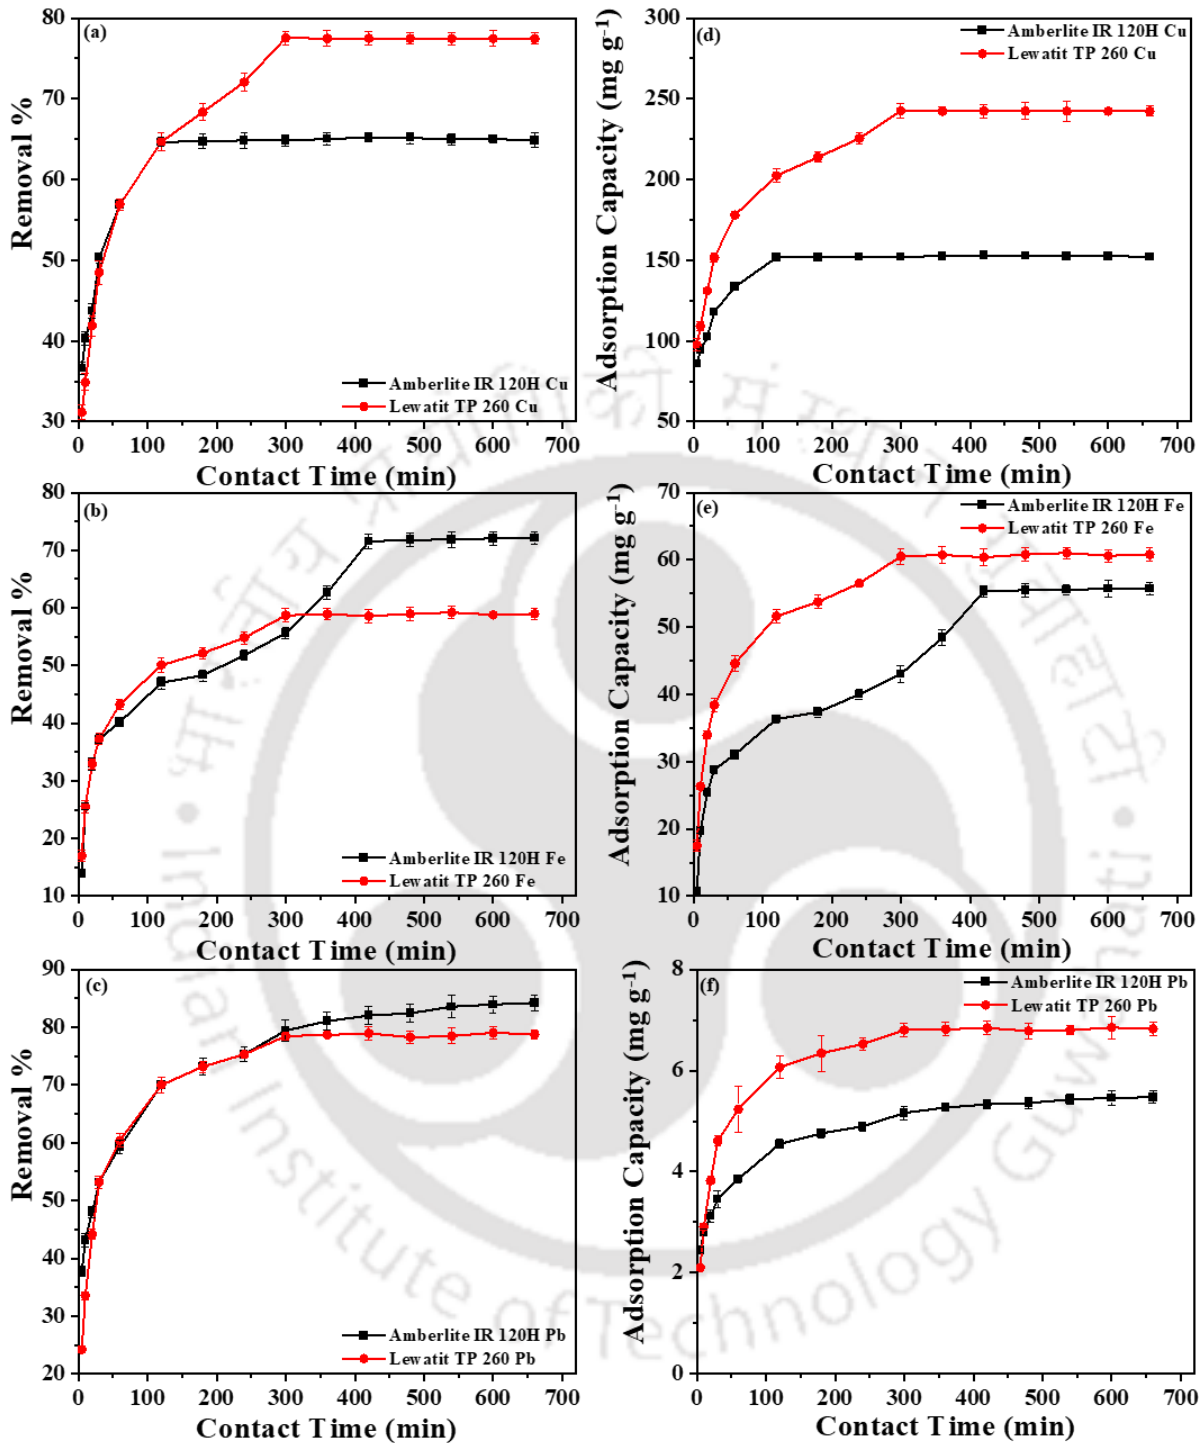 (a)
80
70
60
50
40
30
Removal %
0 100 200 300 400 500 600 700
Contact Time (min)
Amberlite IR 120H Cu
Lewatit TP 260 Cu
(d)
300
250
200
150
100
50
Adsorption Capacity (mg g-1)
0 100 200 300 400 500 600 700
Contact Time (min)
Amberlite IR 120H Cu
Lewatit TP 260 Cu
(b)
80
70
60
50
40
30
20
10
Removal %
0 100 200 300 400 500 600 700
Contact Time (min)
Amberlite IR 120H Fe
Lewatit TP 260 Fe
(e)
70
60
50
40
30
20
10
Adsorption Capacity (mg g-1)
0 100 200 300 400 500 600 700
Contact Time (min)
Amberlite IR 120H Fe
Lewatit TP 260 Fe
(c)
90
80
70
60
50
40
30
20
Removal %
0 100 200 300 400 500 600 700
Contact Time (min)
Amberlite IR 120H Pb
Lewatit TP 260 Pb
(f)
8
6
4
2
0
Adsorption Capacity (mg g-1)
0 100 200 300 400 500 600 700
Contact Time (min)
Amberlite IR 120H Pb
Lewatit TP 260 Pb
Indian Institute of Technology Guwahati